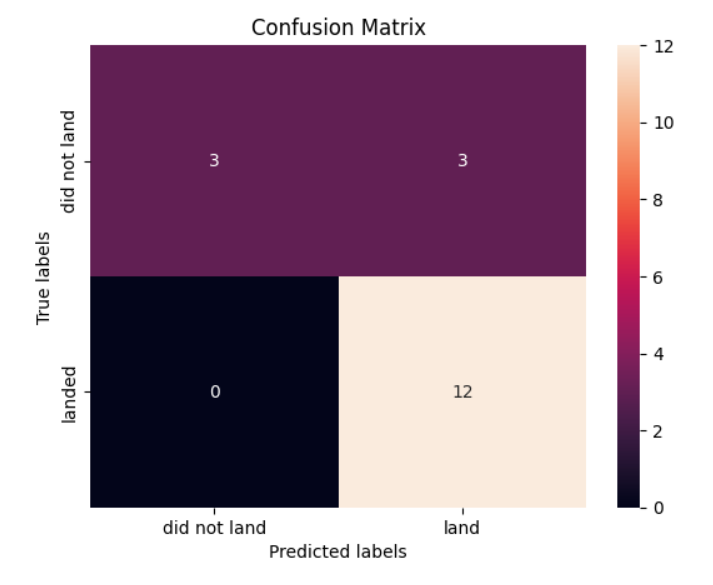 Confusion Matrix
True labels
did not land
landed
3
3
0
12
did not land
land
Predicted labels
12
10
8
6
4
2
0